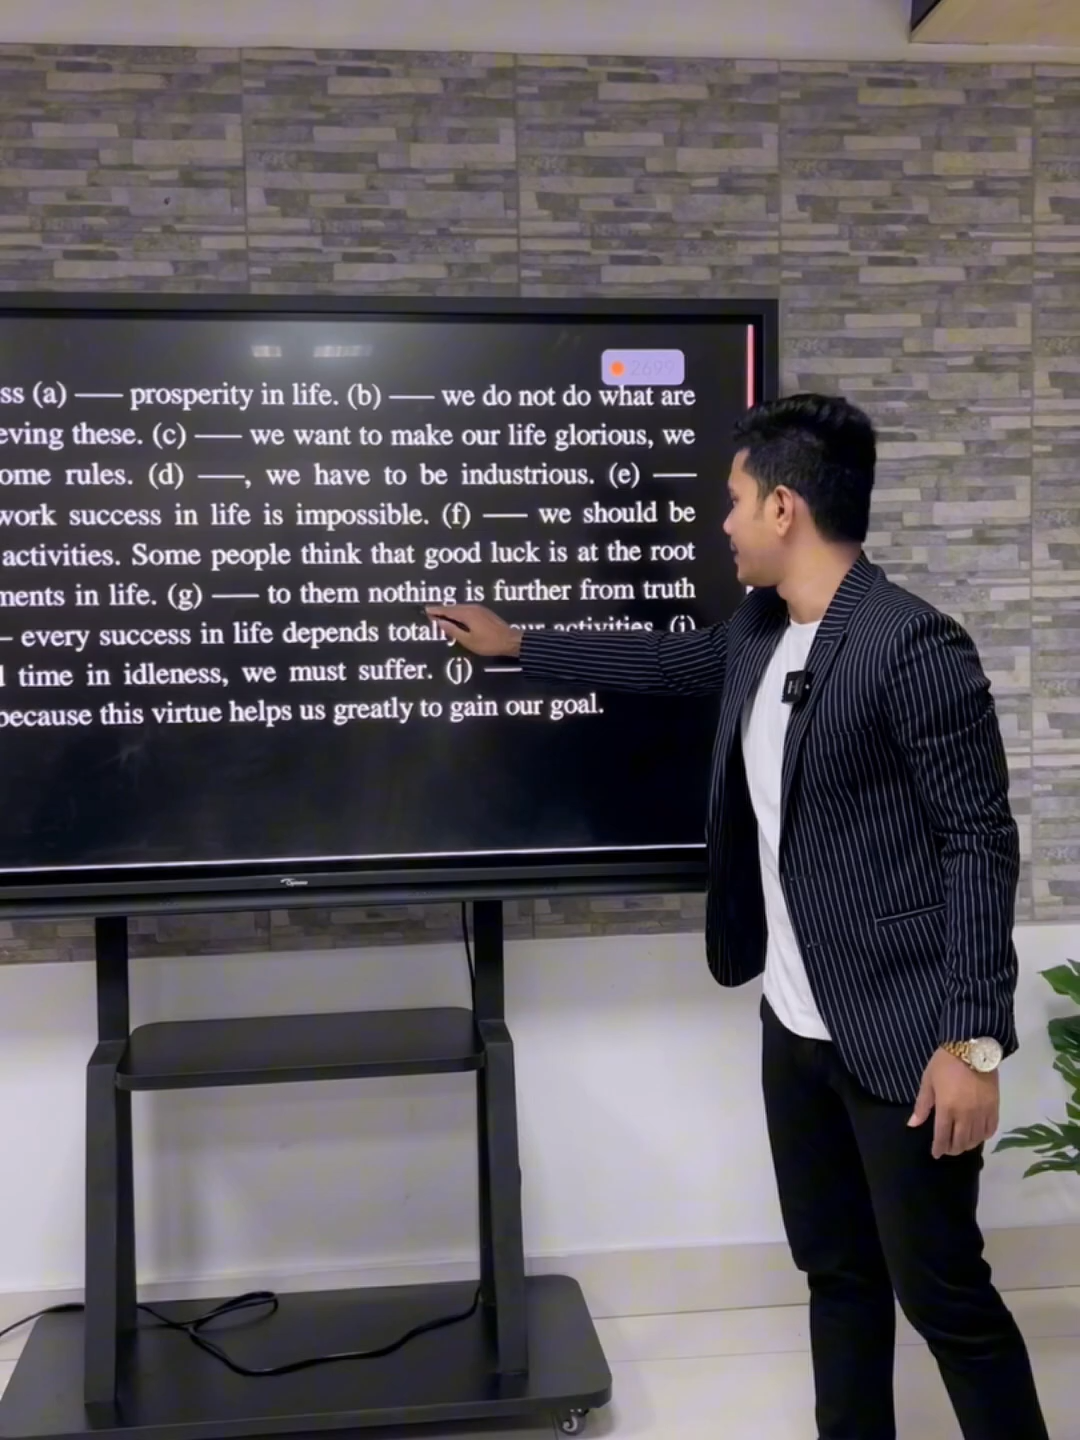 2699
ss (a) —— prosperity in life. (b) —— we do not do what are
eving these. (c) —— we want to make our life glorious, we
ome rules. (d) ——, we have to be industrious. (e) ——
work success in life is impossible. (f) —— we should be
activities. Some people think that good luck is at the root
ments in life. (g) —— to them nothing is further from truth
— every success in life depends totally our activities. (i)
l time in idleness, we must suffer. (j) ——
because this virtue helps us greatly to gain our goal.